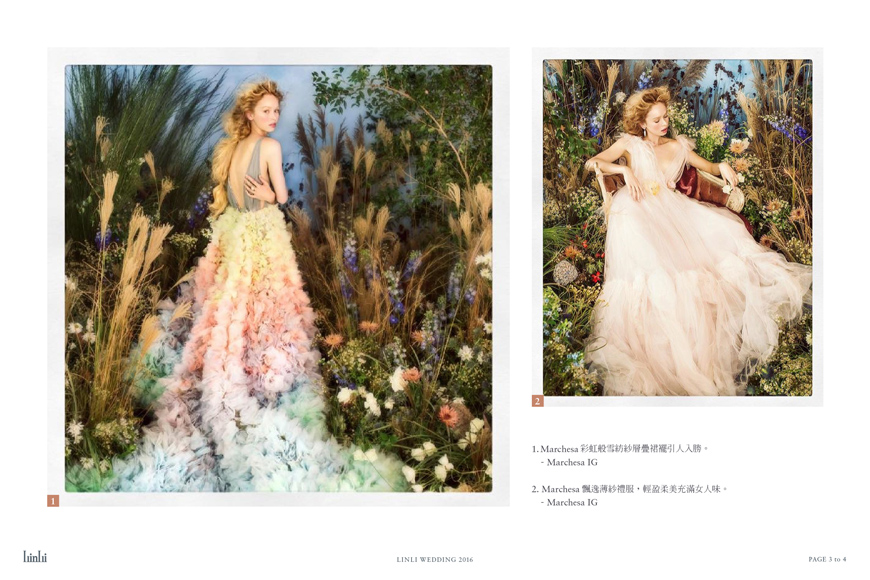 1
2
1. Marchesa 彩虹般雪紡紗層疊裙襬引人入勝。
- Marchesa IG
2. Marchesa 飄逸薄紗禮服，輕盈柔美充滿女人味。
- Marchesa IG
LinLi
LINLI WEDDING 2016
PAGE 3 to 4